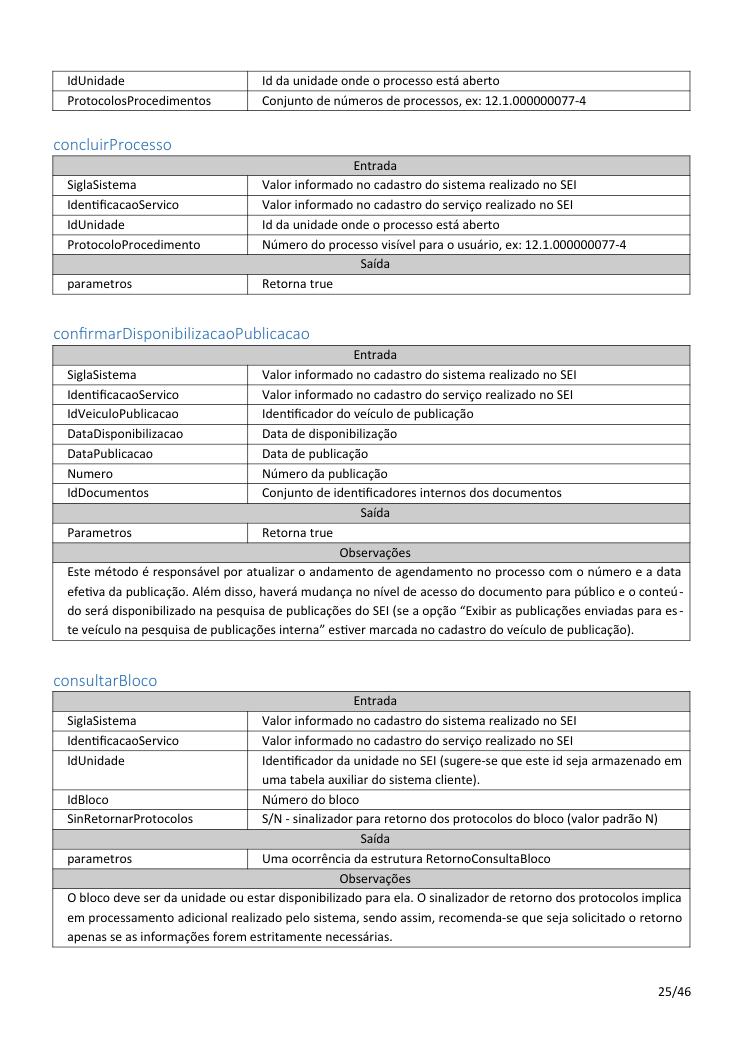 IdUnidade Id da unidade onde o processo está aberto
ProtocolosProcedimentos Conjunto de números de processos, ex: 12.1.000000077-4
concluirProcesso
Entrada
SiglaSistema Valor informado no cadastro do sistema realizado no SEI
IdentificacaoServico Valor informado no cadastro do serviço realizado no SEI
IdUnidade Id da unidade onde o processo está aberto
ProtocoloProcedimento Número do processo visível para o usuário, ex: 12.1.000000077-4
Saída
parametros Retorna true
confirmarDisponibilizacaoPublicacao
Entrada
SiglaSistema Valor informado no cadastro do sistema realizado no SEI
IdentificacaoServico Valor informado no cadastro do serviço realizado no SEI
IdVeiculoPublicacao Identificador do veículo de publicação
DataDisponibilizacao Data de disponibilização
DataPublicacao Data de publicação
Numero Número da publicação
IdDocumentos Conjunto de identificadores internos dos documentos
Saída
Parametros Retorna true
Observações
Este método é responsável por atualizar o andamento de agendamento no processo com o número e a data
efetiva da publicação. Além disso, haverá mudança no nível de acesso do documento para público e o conteú-
do será disponibilizado na pesquisa de publicações do SEI (se a opção “Exibir as publicações enviadas para es-
te veículo na pesquisa de publicações interna” estiver marcada no cadastro do veículo de publicação).
consultarBloco
Entrada
SiglaSistema Valor informado no cadastro do sistema realizado no SEI
IdentificacaoServico Valor informado no cadastro do serviço realizado no SEI
IdUnidade Identificador da unidade no SEI (sugere-se que este id seja armazenado em
uma tabela auxiliar do sistema cliente).
IdBloco Número do bloco
SinRetornarProtocolos S/N - sinalizador para retorno dos protocolos do bloco (valor padrão N)
Saída
parametros Uma ocorrência da estrutura RetornoConsultaBloco
Observações
O bloco deve ser da unidade ou estar disponibilizado para ela. O sinalizador de retorno dos protocolos implica
em processamento adicional realizado pelo sistema, sendo assim, recomenda-se que seja solicitado o retorno
apenas se as informações forem estritamente necessárias.
25/46